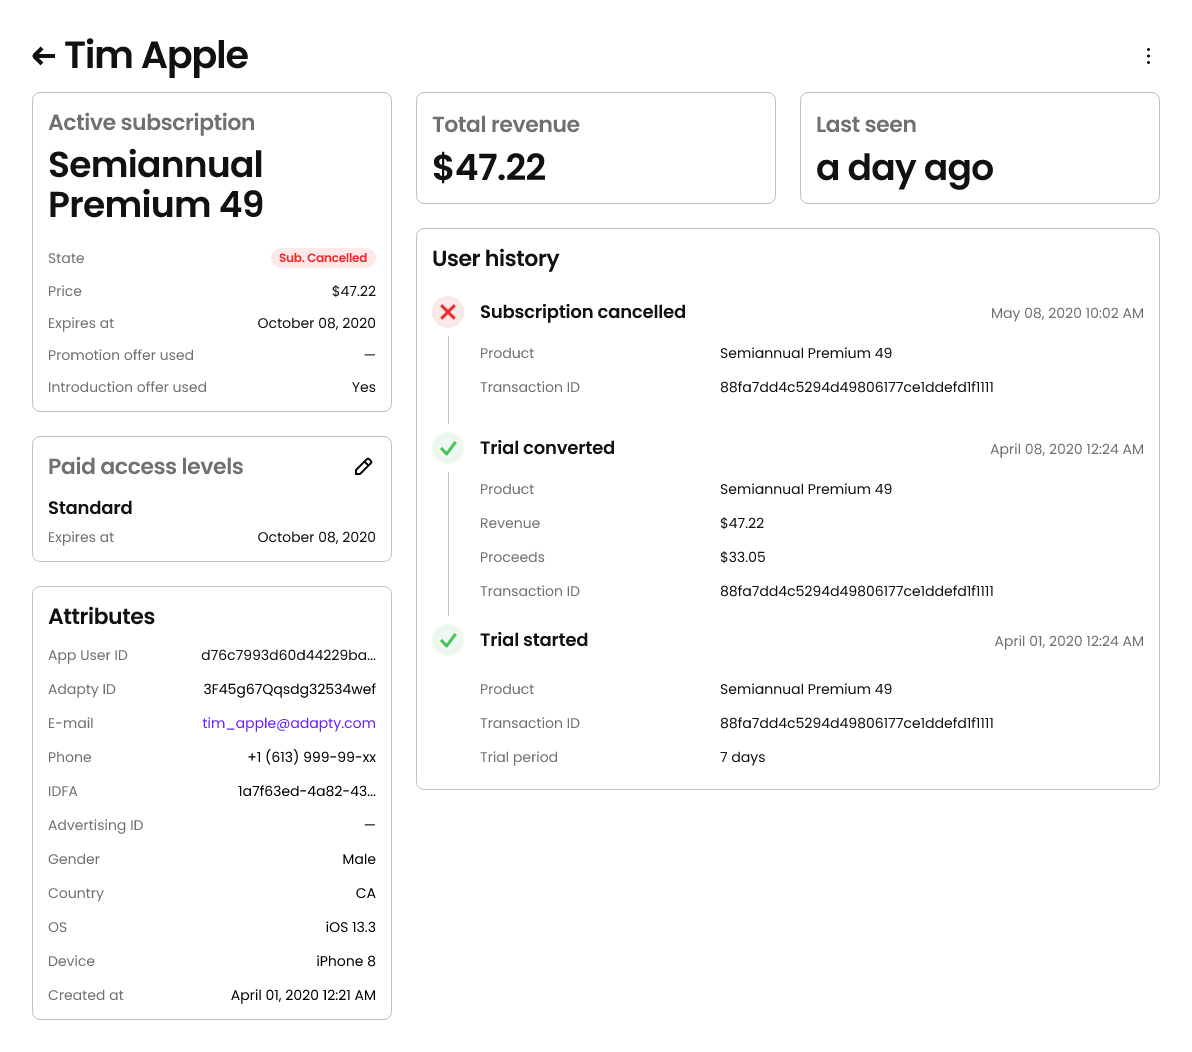 Tim Apple
Active subscription
Semiannual
Premium 49
State Sub. Cancelled
Price $47.22
Expires at October 08, 2020
Promotion offer used —
Introduction offer used Yes
Paid access levels
Standard
Expires at October 08, 2020
Attributes
App User ID d76c7993d60d44229ba...
Adapty ID 3F45g67Qqsdg32534wef
E-mail tim_apple@adapty.com
Phone +1 (613) 999-99-xx
IDFA 1a7f63ed-4a82-43...
Advertising ID —
Gender Male
Country CA
OS iOS 13.3
Device iPhone 8
Created at April 01, 2020 12:21 AM
Total revenue
$47.22
Last seen
a day ago
User history
Subscription cancelled May 08, 2020 10:02 AM
Product Semiannual Premium 49
Transaction ID 88fa7dd4c5294d49806177ce1ddefd1f1111
Trial converted April 08, 2020 12:24 AM
Product Semiannual Premium 49
Revenue $47.22
Proceeds $33.05
Transaction ID 88fa7dd4c5294d49806177ce1ddefd1f1111
Trial started April 01, 2020 12:24 AM
Product Semiannual Premium 49
Transaction ID 88fa7dd4c5294d49806177ce1ddefd1f1111
Trial period 7 days